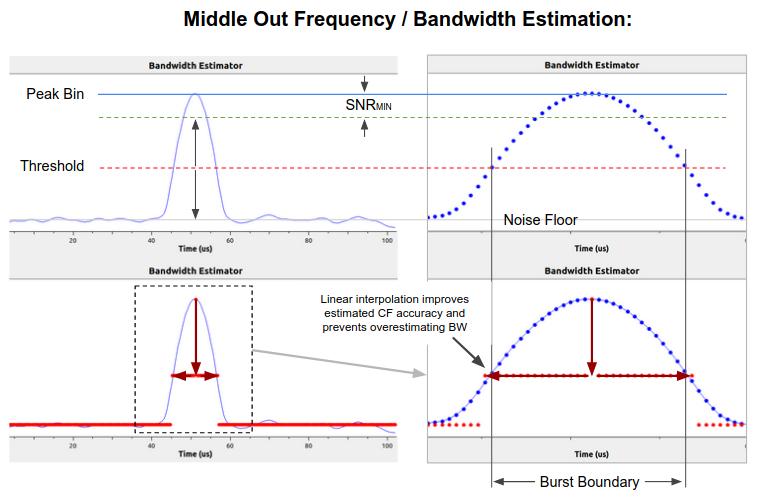 Middle Out Frequency / Bandwidth Estimation:
Bandwidth Estimator
Bandwidth Estimator
Peak Bin
SNRMIN
Threshold
Noise Floor
20
40
60
80
100
Time (us)
Time (us)
Bandwidth Estimator
Bandwidth Estimator
Linear interpolation improves
estimated CF accuracy and
prevents overestimating BW
20
40
60
80
100
Time (us)
Time (us)
Burst Boundary